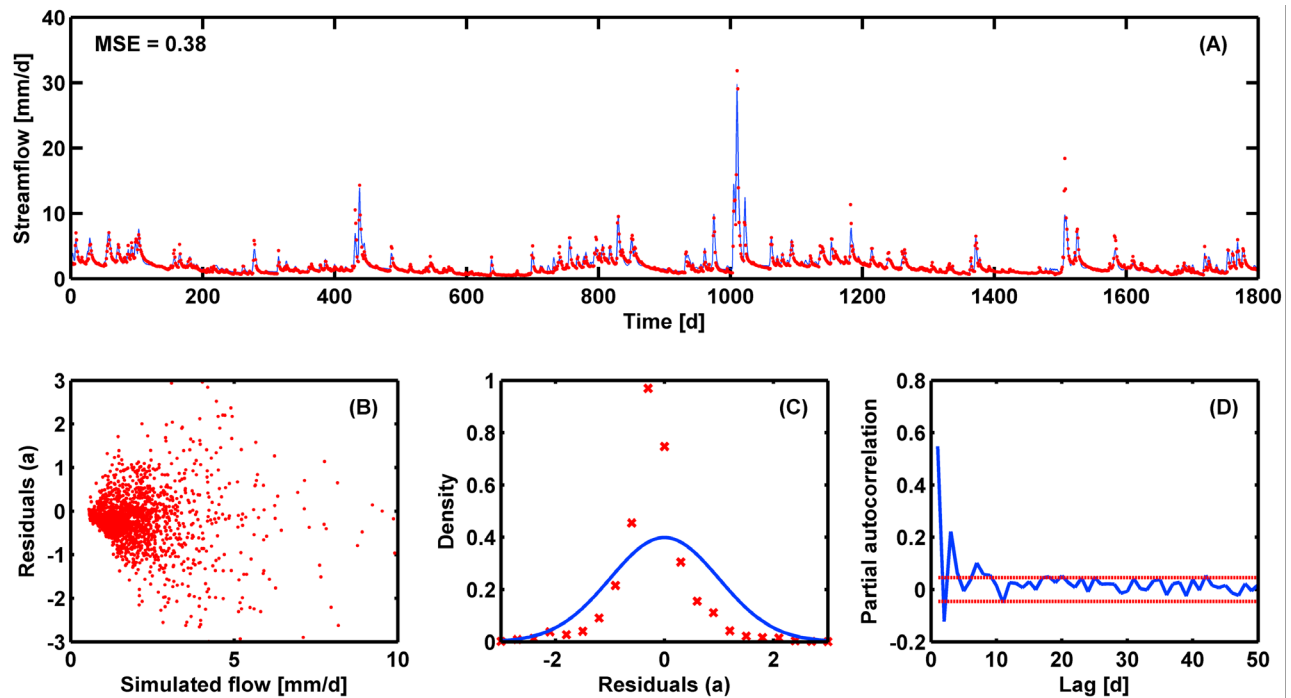 MSE = 0.38
(A)
Streamflow [mm/d]
40
30
20
10
0
0 200 400 600 800 1000 1200 1400 1600 1800
Time [d]
(B)
Residuals (a)
3
2
1
0
-1
-2
-3
0 5 10
Simulated flow [mm/d]
(C)
Density
1
0.8
0.6
0.4
0.2
0
-2 0 2
Residuals (a)
(D)
Partial autocorrelation
0.8
0.6
0.4
0.2
0
-0.2
0 10 20 30 40 50
Lag [d]